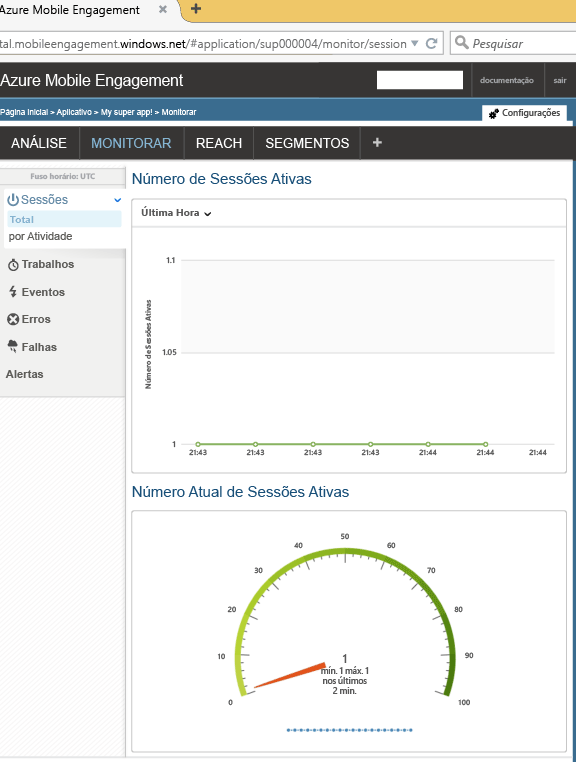 Azure Mobile Engagement
tal.mobileengagement.windows.net/#application/sup000004/monitor/session
Pesquisar
Azure Mobile Engagement
documentação
sair
Página Inicial > Aplicativo > My super app! > Monitorar
Configurações
ANÁLISE
MONITORAR
REACH
SEGMENTOS
+
Fuso horário: UTC
Sessões
Total
por Atividade
Trabalhos
Eventos
Erros
Falhas
Alertas
Número de Sessões Ativas
Última Hora
Número de Sessões Ativas
1.1
1.05
1
21:43 21:43 21:43 21:43 21:44 21:44 21:44
Número Atual de Sessões Ativas
0 10 20 30 40 50 60 70 80 90 100
1
mín. 1 máx. 1
nos últimos
2 min.